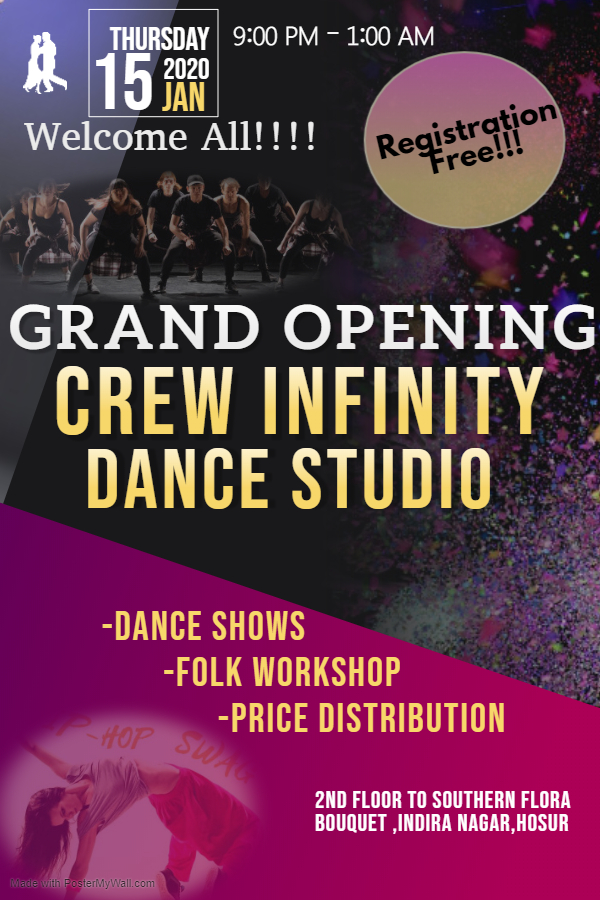 THURSDAY
15 2020
JAN
9:00 PM - 1:00 AM
Welcome All!!!!
Registration
Free!!!
GRAND OPENING
CREW INFINITY
DANCE STUDIO
-DANCE SHOWS
-FOLK WORKSHOP
-PRICE DISTRIBUTION
P-HOP SWAG
2ND FLOOR TO SOUTHERN FLORA
BOUQUET ,INDIRA NAGAR,HOSUR
Made with PosterMyWall.com